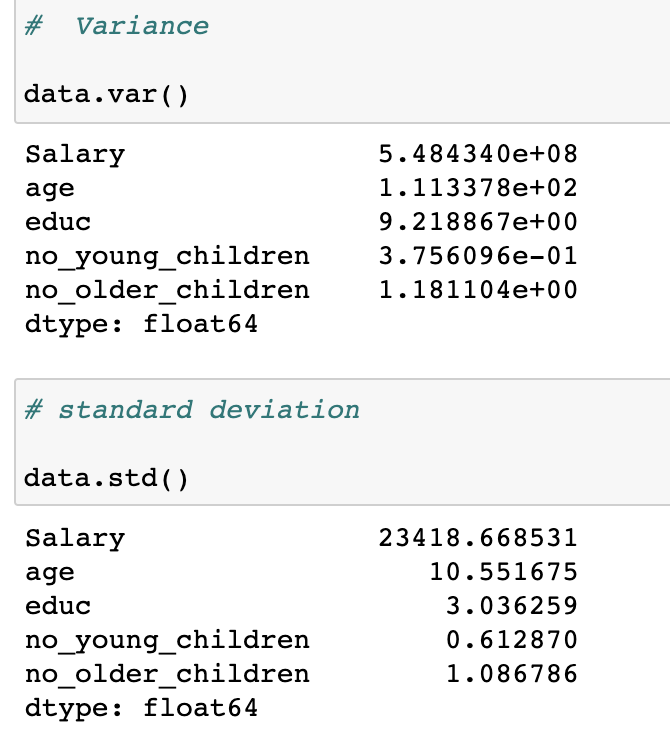 #  Variance
data.var()
Salary                5.484340e+08
age                   1.113378e+02
educ                  9.218867e+00
no_young_children     3.756096e-01
no_older_children     1.181104e+00
dtype: float64
# standard deviation
data.std()
Salary                23418.668531
age                      10.551675
educ                      3.036259
no_young_children         0.612870
no_older_children         1.086786
dtype: float64